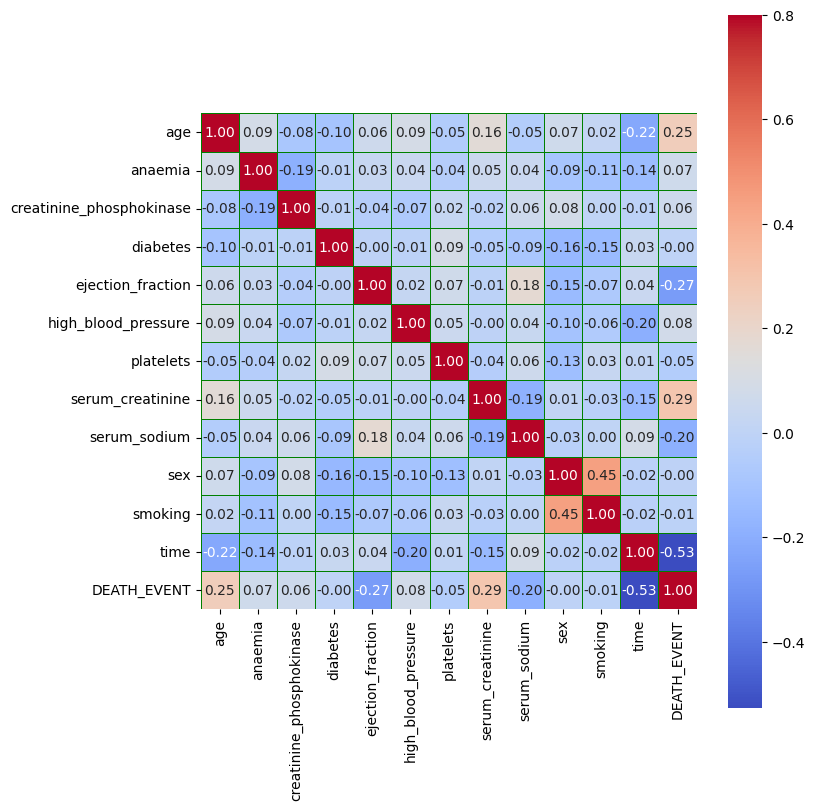 0.8
age 1.00 0.09 -0.08 -0.10 0.06 0.09 -0.05 0.16 -0.05 0.07 0.02 -0.22 0.25
anaemia 0.09 1.00 -0.19 -0.01 0.03 0.04 -0.04 0.05 0.04 -0.09 -0.11 -0.14 0.07
0.6
creatinine_phosphokinase -0.08 -0.19 1.00 -0.01 -0.04 -0.07 0.02 -0.02 0.06 0.08 0.00 -0.01 0.06
diabetes -0.10 -0.01 -0.01 1.00 -0.00 -0.01 0.09 -0.05 -0.09 -0.16 -0.15 0.03 -0.00
ejection_fraction 0.06 0.03 -0.04 -0.00 1.00 0.02 0.07 -0.01 0.18 -0.15 -0.07 0.04 -0.27
0.4
high_blood_pressure 0.09 0.04 -0.07 -0.01 0.02 1.00 0.05 -0.00 0.04 -0.10 -0.06 -0.20 0.08
platelets -0.05 -0.04 0.02 0.09 0.07 0.05 1.00 -0.04 0.06 -0.13 0.03 0.01 -0.05
serum_creatinine 0.16 0.05 -0.02 -0.05 -0.01 -0.00 -0.04 1.00 -0.19 0.01 -0.03 -0.15 0.29
0.2
serum_sodium -0.05 0.04 0.06 -0.09 0.18 0.04 0.06 -0.19 1.00 -0.03 0.00 0.09 -0.20
0.0
sex 0.07 -0.09 0.08 -0.16 -0.15 -0.10 -0.13 0.01 -0.03 1.00 0.45 -0.02 -0.00
smoking 0.02 -0.11 0.00 -0.15 -0.07 -0.06 0.03 -0.03 0.00 0.45 1.00 -0.02 -0.01
−0.2
time -0.22 -0.14 -0.01 0.03 0.04 -0.20 0.01 -0.15 0.09 -0.02 -0.02 1.00 -0.53
DEATH_EVENT 0.25 0.07 0.06 -0.00 -0.27 0.08 -0.05 0.29 -0.20 -0.00 -0.01 -0.53 1.00
−0.4
age
anaemia
creatinine_phosphokinase
diabetes
ejection_fraction
high_blood_pressure
platelets
serum_creatinine
serum_sodium
sex
smoking
time
DEATH_EVENT